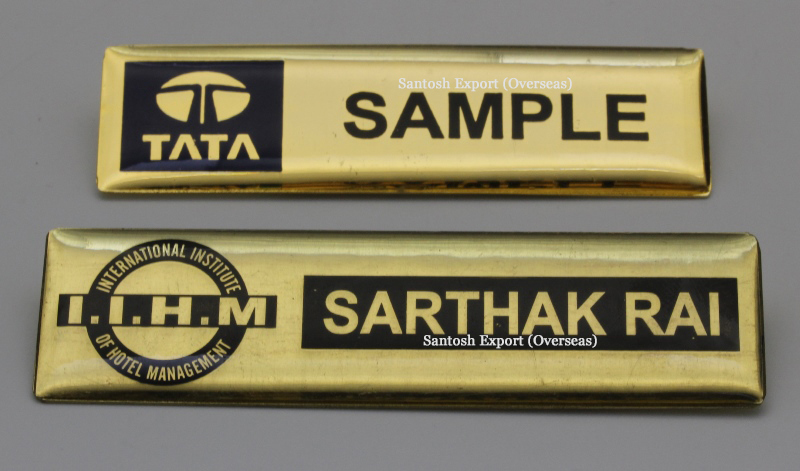 Santosh Export (Overseas)
TATA
SAMPLE
INTERNATIONAL INSTITUTE
I.I.H.M
OF HOTEL MANAGEMENT
SARTHAK RAI
Santosh Export (Overseas)